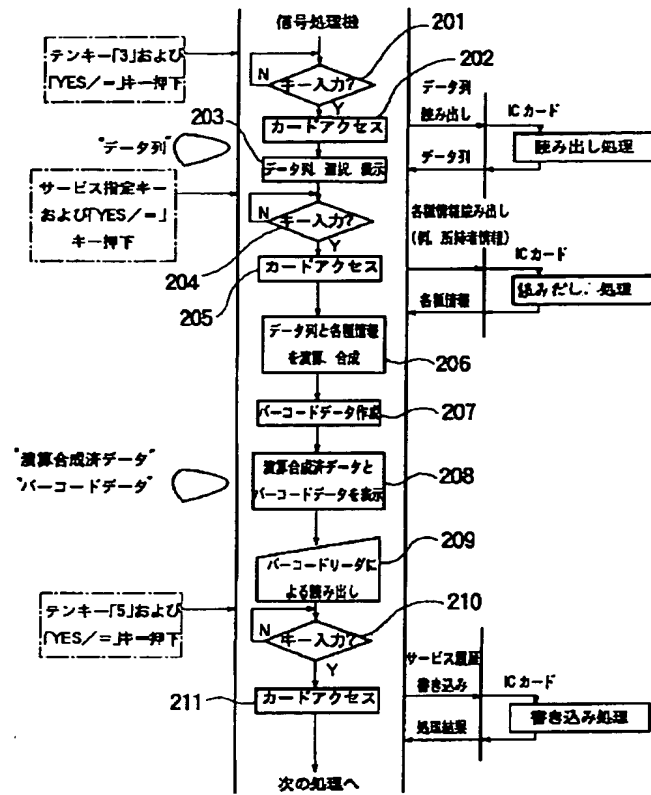 信号処理機
201
テンキー「3」および
「YES／＝」キー押下
N
キー入力?
Y
202
カードアクセス
203
"データ列"
データ列、選択、表示
データ列
読み出し
ICカード
読み出し処理
データ列
サービス指定キー
および「YES／＝」
キー押下
N
キー入力?
Y
204
カードアクセス
205
各種情報読み出し
(例、所持者情報)
ICカード
処理
各種情報
データ列と各種情報
を演算、合成
206
バーコードデータ作成
207
"演算合成済データ"
"バーコードデータ"
演算合成済データと
バーコードデータを表示
208
209
バーコードリーダに
よる読み出し
テンキー「5」および
「YES／＝」キー押下
210
N
キー入力?
Y
211
カードアクセス
サービス履歴
書き込み
ICカード
書き込み処理
処理結果
次の処理へ